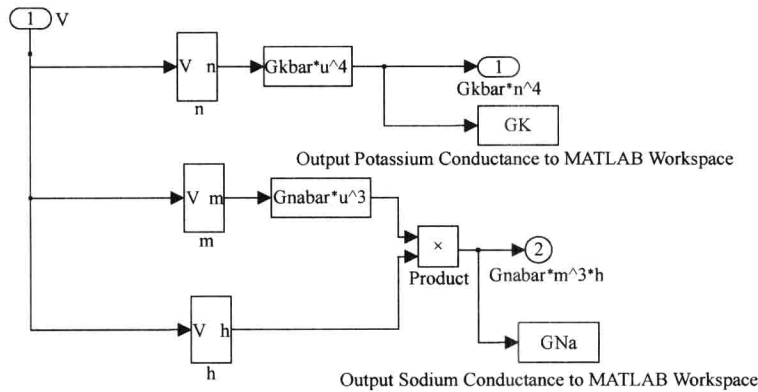 1 V
V n
n
Gkbar*u^4
1
Gkbar*n^4
GK
Output Potassium Conductance to MATLAB Workspace
V m
m
Gnabar*u^3
×
Product
2
Gnabar*m^3*h
V h
h
GNa
Output Sodium Conductance to MATLAB Workspace